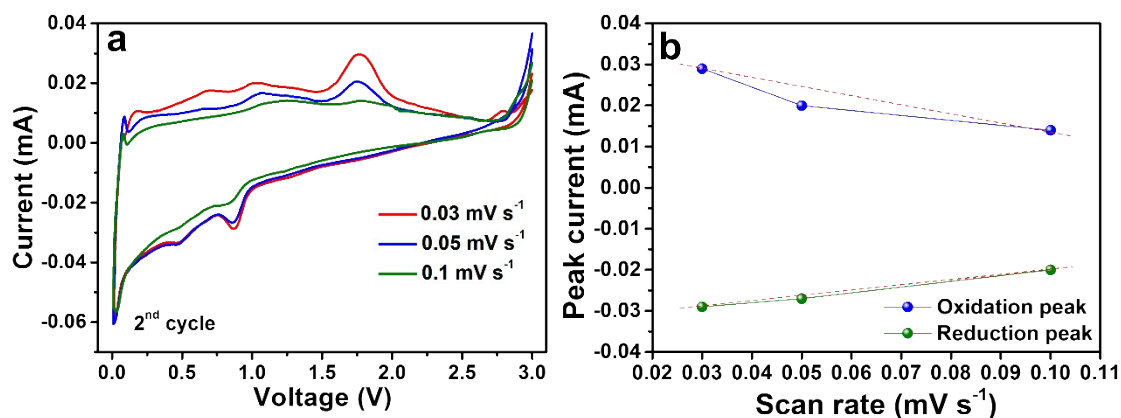 a
0.04
0.02
0.00
-0.02
-0.04
-0.06
Current (mA)
0.03 mV s⁻¹
0.05 mV s⁻¹
0.1 mV s⁻¹
2nd cycle
0.0 0.5 1.0 1.5 2.0 2.5 3.0
Voltage (V)
b
0.04
0.03
0.02
0.01
0.00
0.01
-0.02
-0.03
-0.04
Peak current (mA)
Oxidation peak
Reduction peak
0.02 0.03 0.04 0.05 0.06 0.07 0.08 0.09 0.10 0.11
Scan rate (mV s⁻¹)